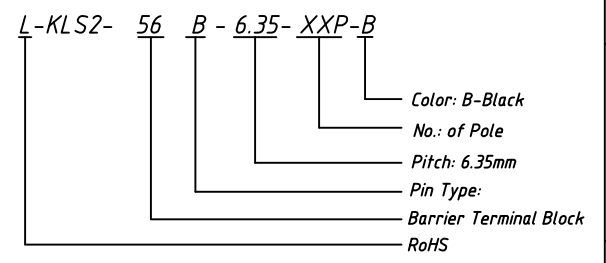 L-KLS2- 56 B - 6.35- XXP-B
Color: B-Black
No.: of Pole
Pitch: 6.35mm
Pin Type:
Barrier Terminal Block
RoHS